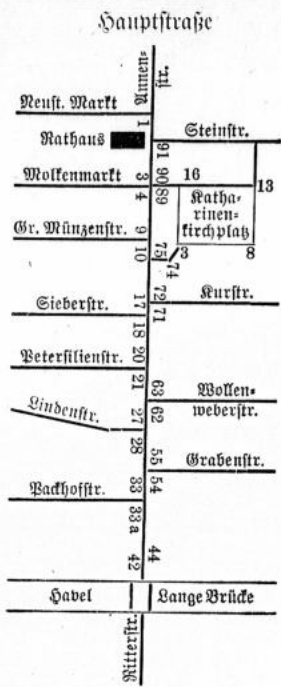 Hauptstraße
Nonnen-
str.
Neust. Markt
1
Rathaus
Steinstr.
91
Molkenmarkt
3
90
16
13
4
89
Katha-
rinen-
kirchplatz
Gr. Münzenstr.
9
10
75
74
3
8
Sieberstr.
17
72
Kurstr.
71
18
Petersilienstr.
20
21
63
Wollen-
weberstr.
62
Lindenstr.
27
28
55
Grabenstr.
54
Packhofstr.
33
33a
42
44
Havel
Lange Brücke
Ritterstr.